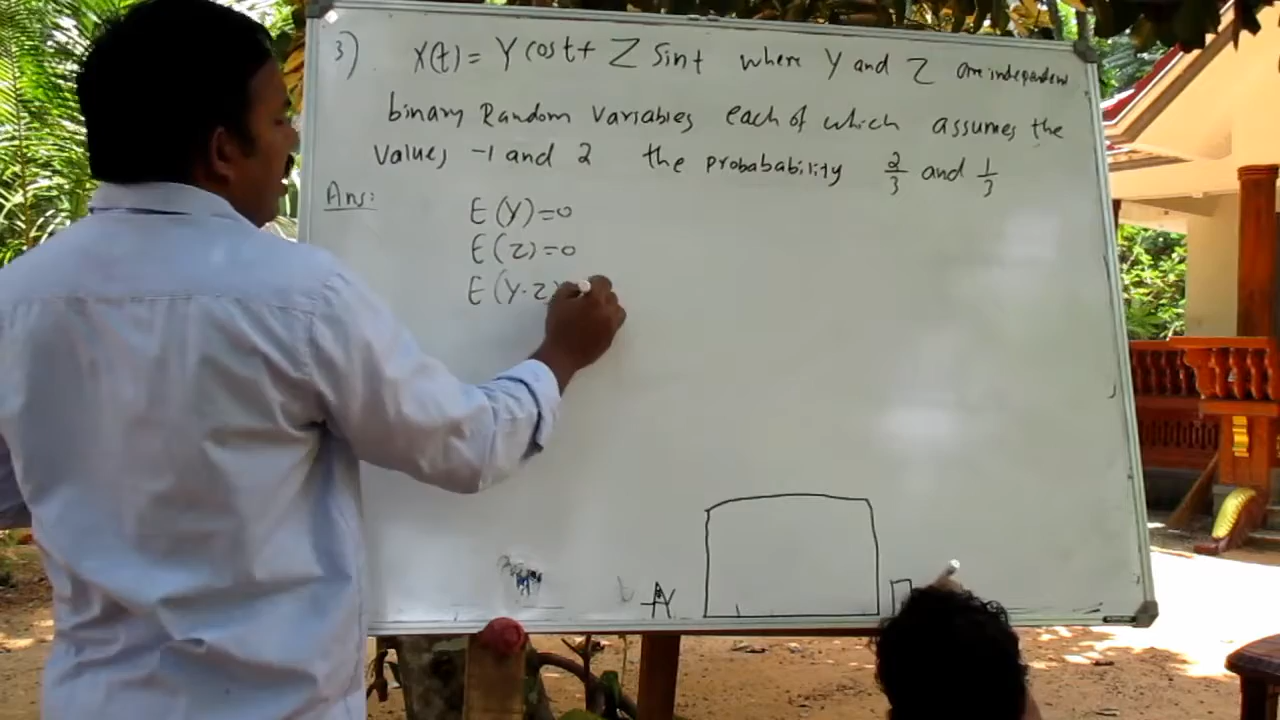 3) X(t) = Y cost + Z Sint where Y and Z are independent
binary Random Variables each of which assumes the
Values -1 and 2 the probabability 2/3 and 1/3
Ans:
E(Y)=0
E(Z)=0
E(Y·Z)
A